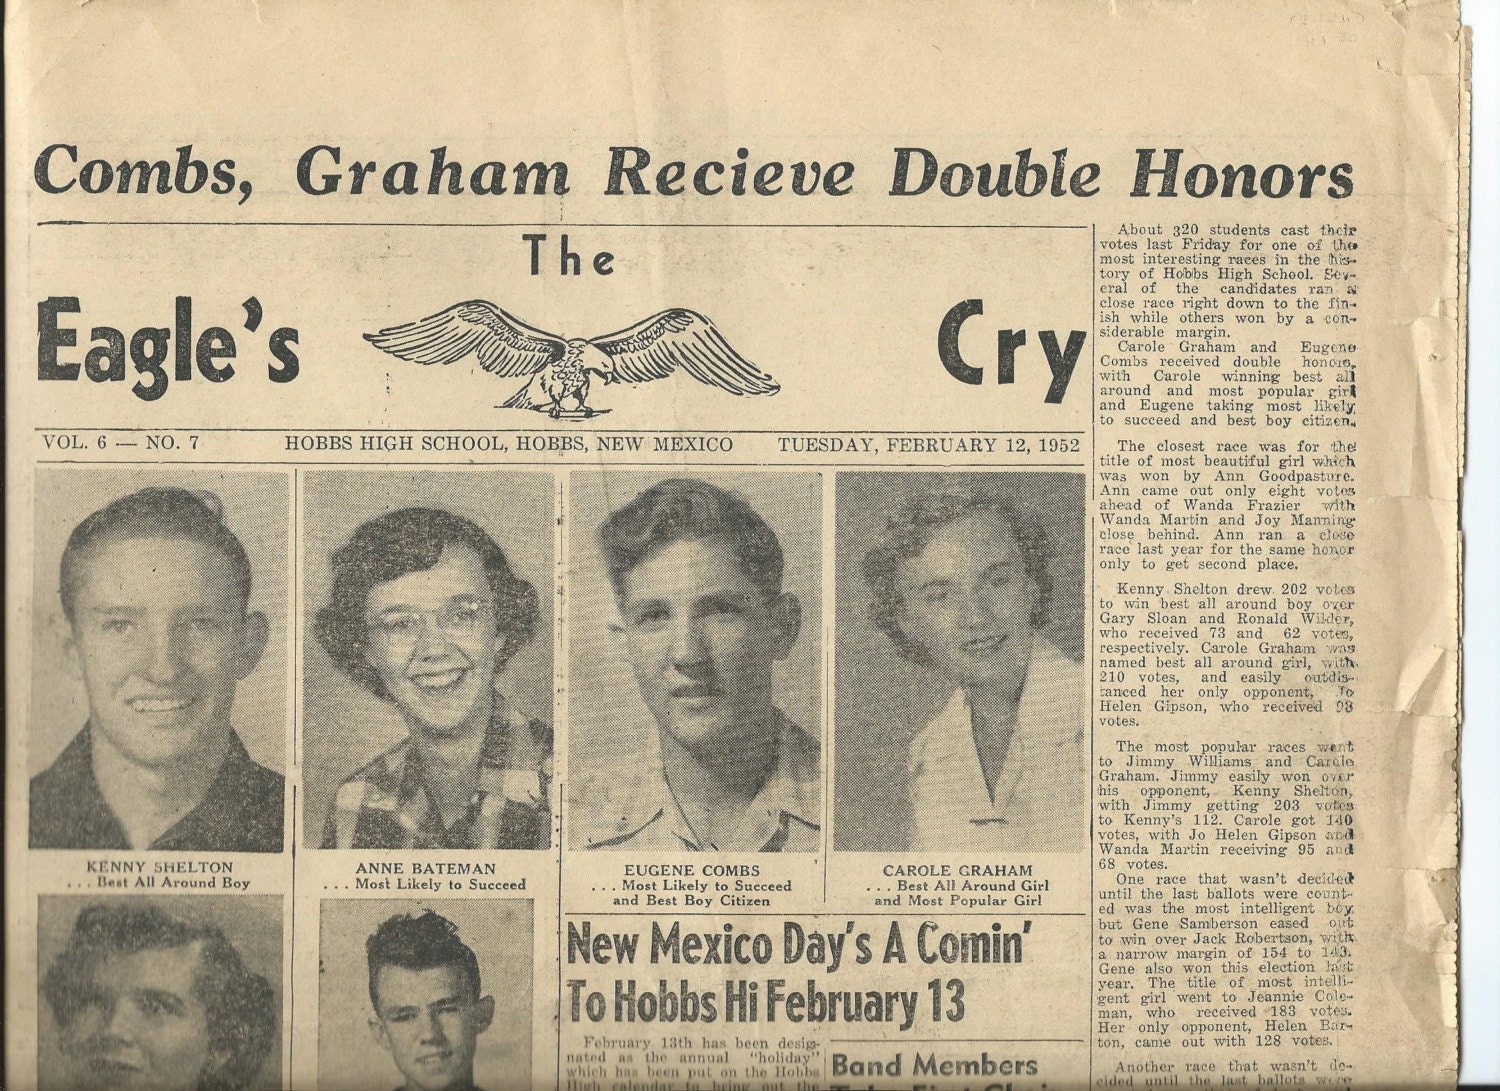 Combs, Graham Recieve Double Honors
The
Eagle's Cry
VOL. 6 — NO. 7 HOBBS HIGH SCHOOL, HOBBS, NEW MEXICO TUESDAY, FEBRUARY 12, 1952
KENNY SHELTON
. . . Best All Around Boy
ANNE BATEMAN
. . . Most Likely to Succeed
EUGENE COMBS
. . . Most Likely to Succeed
and Best Boy Citizen
CAROLE GRAHAM
. . . Best All Around Girl
and Most Popular Girl
New Mexico Day's A Comin'
To Hobbs Hi February 13
February 13th has been desig-
nated as the annual "holiday"
which has been put on the Hobbs
High calendar to bring out the
Band Members
About 320 students cast their
votes last Friday for one of the
most interesting races in the his-
tory of Hobbs High School. Sev-
eral of the candidates ran a
close race right down to the fin-
ish while others won by a con-
siderable margin.
Carole Graham and Eugene
Combs received double honors,
with Carole winning best all
around and most popular girl
and Eugene taking most likely
to succeed and best boy citizen.
The closest race was for the
title of most beautiful girl which
was won by Ann Goodpasture.
Ann came out only eight votes
ahead of Wanda Frazier with
Wanda Martin and Joy Manning
close behind. Ann ran a close
race last year for the same honor
only to get second place.
Kenny Shelton drew 202 votes
to win best all around boy over
Gary Sloan and Ronald Wilder,
who received 73 and 62 votes,
respectively. Carole Graham was
named best all around girl, with
210 votes, and easily outdis-
tanced her only opponent, Jo
Helen Gipson, who received 98
votes.
The most popular races went
to Jimmy Williams and Carole
Graham. Jimmy easily won over
his opponent, Kenny Shelton,
with Jimmy getting 203 votes
to Kenny's 112. Carole got 140
votes, with Jo Helen Gipson and
Wanda Martin receiving 95 and
68 votes.
One race that wasn't decided
until the last ballots were count-
ed was the most intelligent boy,
but Gene Samberson eased out
to win over Jack Robertson, with
a narrow margin of 154 to 143.
Gene also won this election last
year. The title of most intelli-
gent girl went to Jeannie Cole-
man, who received 183 votes.
Her only opponent, Helen Bar-
ton, came out with 128 votes.
Another race that wasn't de-
cided until the last ballots were